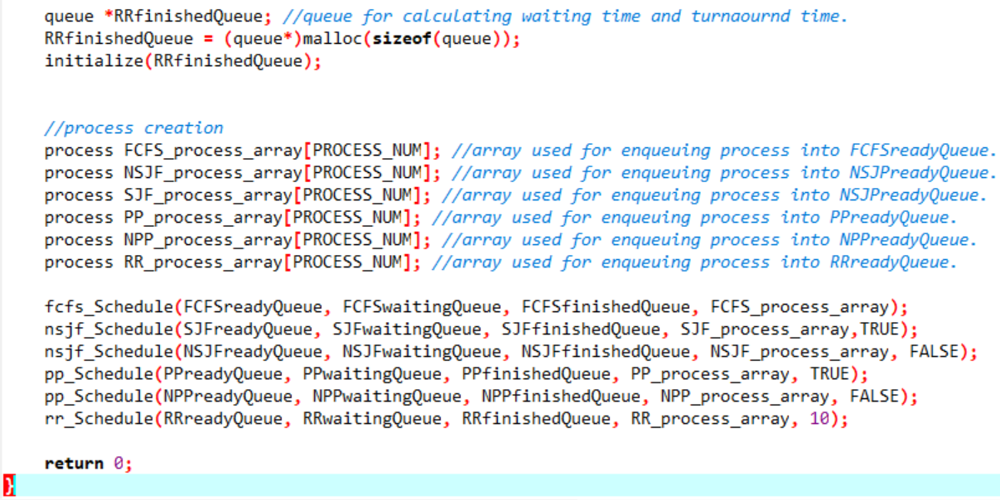 queue *RRfinishedQueue; //queue for calculating waiting time and turnaournd time.
RRfinishedQueue = (queue*)malloc(sizeof(queue));
initialize(RRfinishedQueue);
//process creation
process FCFS_process_array[PROCESS_NUM]; //array used for enqueuing process into FCFSreadyQueue.
process NSJF_process_array[PROCESS_NUM]; //array used for enqueuing process into NSJPreadyQueue.
process SJF_process_array[PROCESS_NUM]; //array used for enqueuing process into NSJPreadyQueue.
process PP_process_array[PROCESS_NUM]; //array used for enqueuing process into PPreadyQueue.
process NPP_process_array[PROCESS_NUM]; //array used for enqueuing process into NPPreadyQueue.
process RR_process_array[PROCESS_NUM]; //array used for enqueuing process into RRreadyQueue.
fcfs_Schedule(FCFSreadyQueue, FCFSwaitingQueue, FCFSfinishedQueue, FCFS_process_array);
nsjf_Schedule(SJFreadyQueue, SJFwaitingQueue, SJFfinishedQueue, SJF_process_array,TRUE);
nsjf_Schedule(NSJFreadyQueue, NSJFwaitingQueue, NSJFfinishedQueue, NSJF_process_array, FALSE);
pp_Schedule(PPreadyQueue, PPwaitingQueue, PPfinishedQueue, PP_process_array, TRUE);
pp_Schedule(NPPreadyQueue, NPPwaitingQueue, NPPfinishedQueue, NPP_process_array, FALSE);
rr_Schedule(RRreadyQueue, RRwaitingQueue, RRfinishedQueue, RR_process_array, 10);
return 0;
}